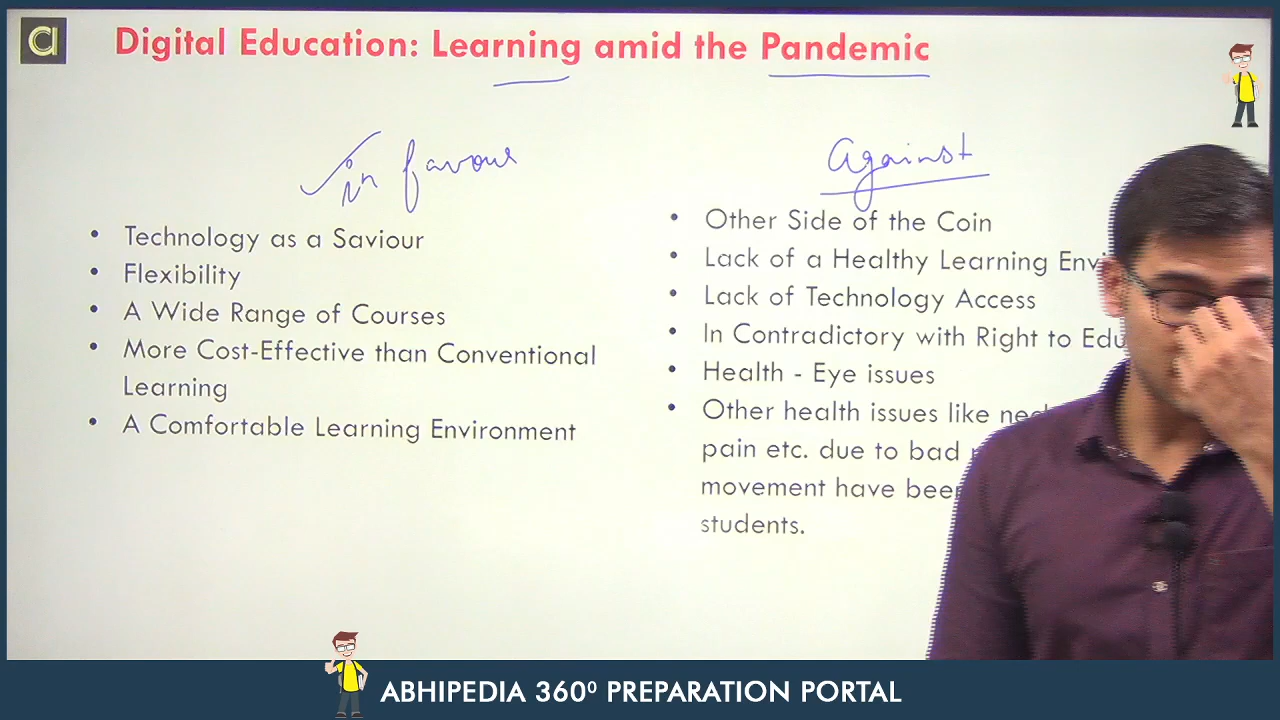 Digital Education: Learning amid the Pandemic
in favour
• Technology as a Saviour
• Flexibility
• A Wide Range of Courses
• More Cost-Effective than Conventional
Learning
• A Comfortable Learning Environment
Against
• Other Side of the Coin
• Lack of a Healthy Learning
• Lack of Technology Access
• In Contradictory with Right to
• Health - Eye issues
• Other health issues like
pain etc. due to bad
movement have been
students.
ABHIPEDIA 360⁰ PREPARATION PORTAL